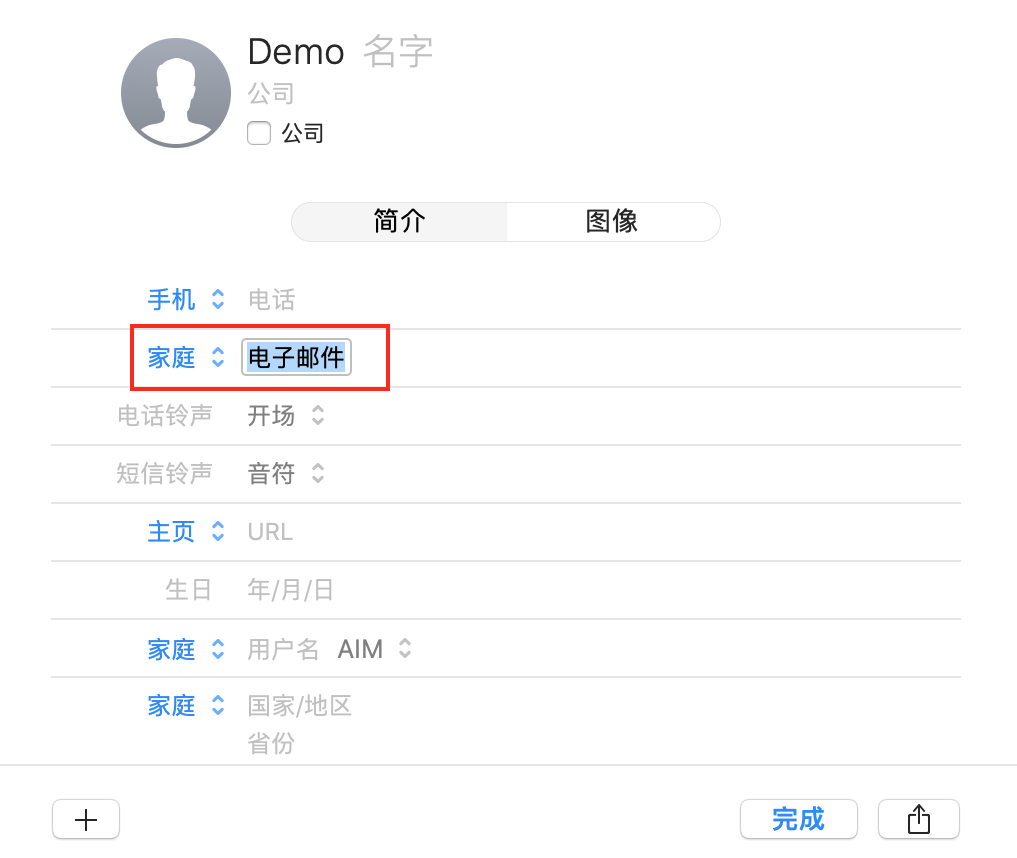 Demo 名字
公司
公司
简介 图像
手机 电话
家庭 电子邮件
电话铃声 开场
短信铃声 音符
主页 URL
生日 年/月/日
家庭 用户名 AIM
家庭 国家/地区
省份
完成